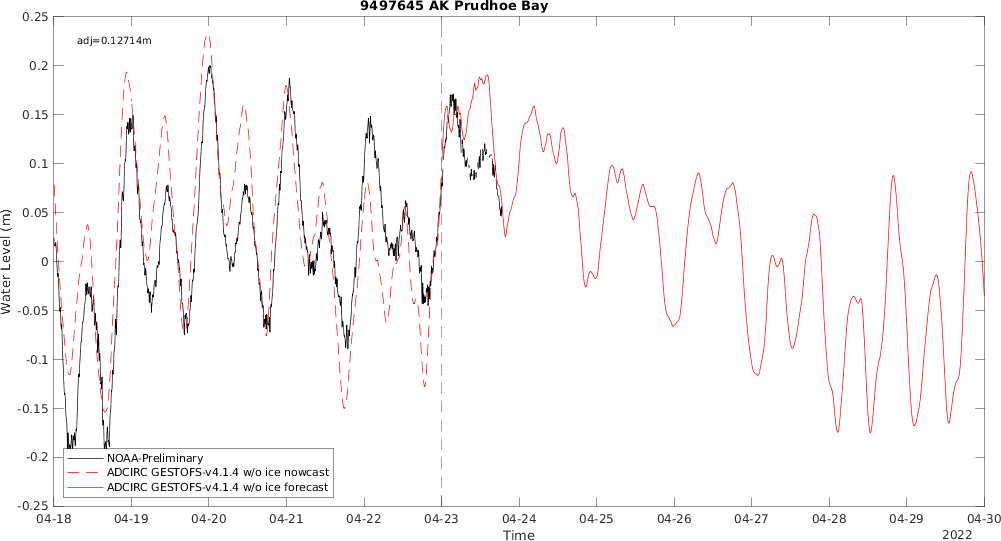 9497645 AK Prudhoe Bay
adj=0.12714m
0.25
0.2
0.15
0.1
0.05
0
-0.05
-0.1
-0.15
-0.2
-0.25
Water Level (m)
NOAA-Preliminary
ADCIRC GESTOFS-v4.1.4 w/o ice nowcast
ADCIRC GESTOFS-v4.1.4 w/o ice forecast
04-18 04-19 04-20 04-21 04-22 04-23 04-24 04-25 04-26 04-27 04-28 04-29 04-30
Time
2022